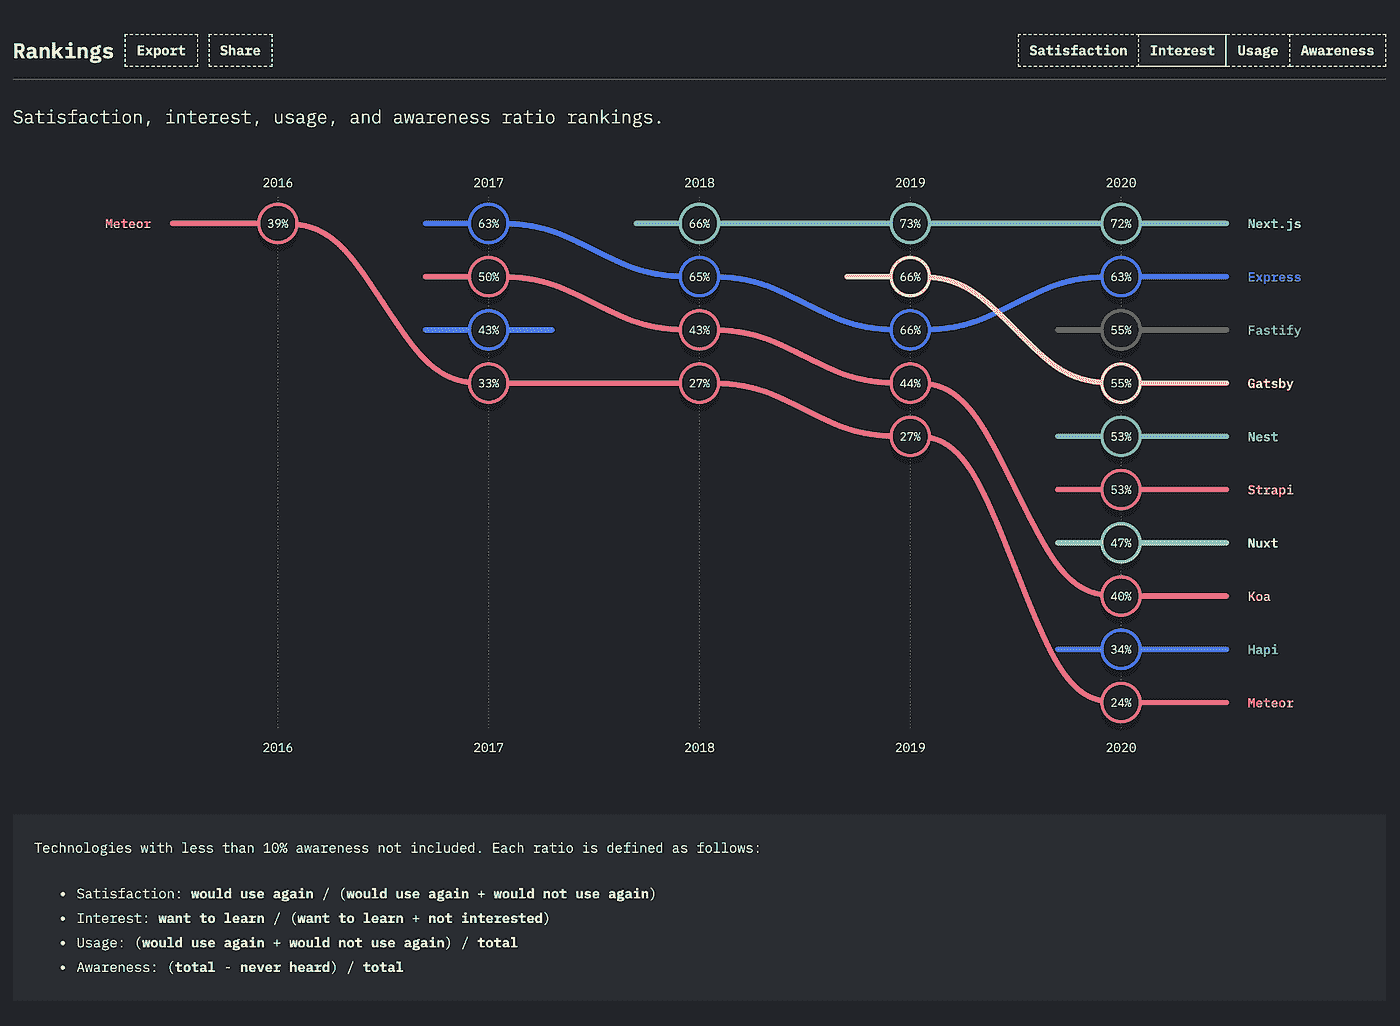 Rankings Export Share Satisfaction Interest Usage Awareness
Satisfaction, interest, usage, and awareness ratio rankings.
2016 2017 2018 2019 2020
Meteor 39% 63% 66% 73% 72% Next.js
50% 65% 66% 63% Express
43% 43% 66% 55% Fastify
33% 27% 44% 55% Gatsby
27% 53% Nest
53% Strapi
47% Nuxt
40% Koa
34% Hapi
24% Meteor
2016 2017 2018 2019 2020
Technologies with less than 10% awareness not included. Each ratio is defined as follows:
• Satisfaction: would use again / (would use again + would not use again)
• Interest: want to learn / (want to learn + not interested)
• Usage: (would use again + would not use again) / total
• Awareness: (total - never heard) / total